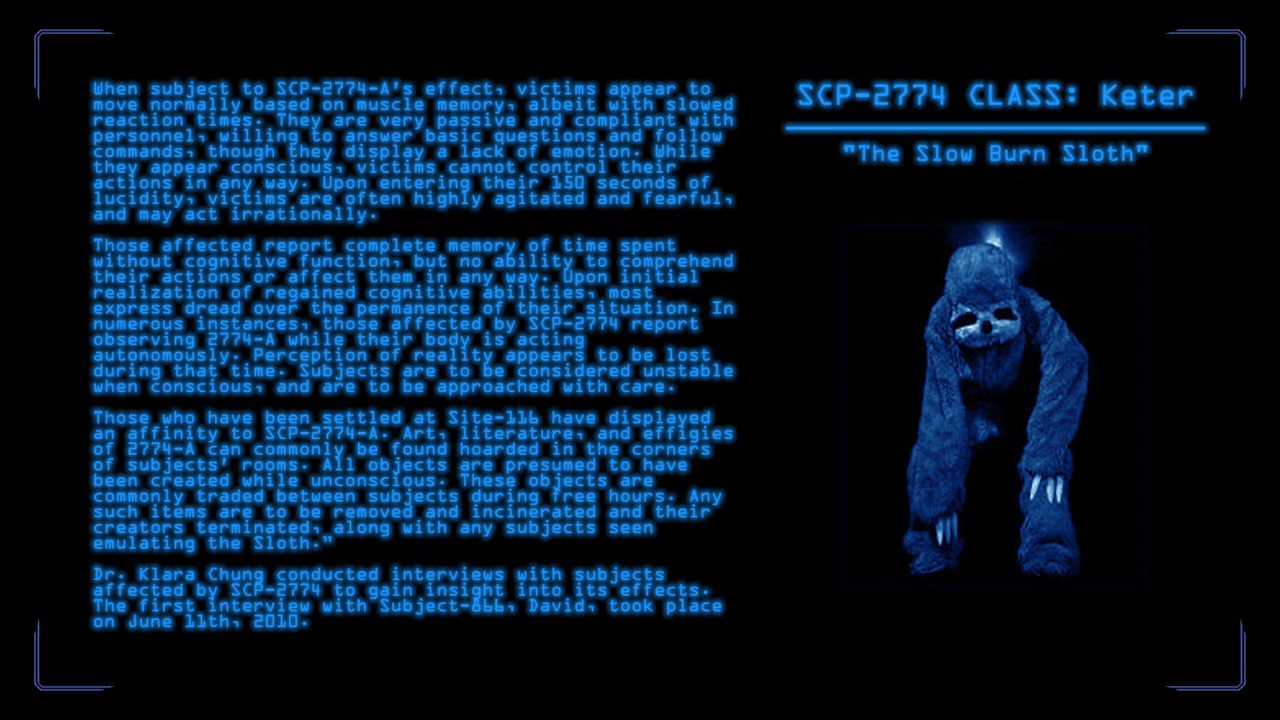 When subject to SCP-2774-A's effect, victims appear to
move normally based on muscle memory, albeit with slowed
reaction times. They are very passive and compliant with
personnel, willing to answer basic questions and follow
commands, though they display a lack of emotion. While
they appear conscious, victims cannot control their
actions in any way. Upon entering their 150 seconds of
lucidity, victims are often highly agitated and fearful,
and may act irrationally.
Those affected report complete memory of time spent
without cognitive function, but no ability to comprehend
their actions or affect them in any way. Upon initial
realization of regained cognitive abilities, most
express dread over the permanence of their situation. In
numerous instances, those affected by SCP-2774 report
observing 2774-A while their body is acting
autonomously. Perception of reality appears to be lost
during that time. Subjects are to be considered unstable
when conscious, and are to be approached with care.
Those who have been settled at Site-116 have displayed
an affinity to SCP-2774-A. Art, literature, and effigies
of 2774-A can commonly be found hoarded in the corners
of subjects' rooms. All objects are presumed to have
been created while unconscious. These objects are
commonly traded between subjects during free hours. Any
such items are to be removed and incinerated and their
creators terminated, along with any subjects seen
emulating the Sloth."
Dr. Klara Chung conducted interviews with subjects
affected by SCP-2774 to gain insight into its effects.
The first interview with Subject-866, David, took place
on June 11th, 2010.
SCP-2774 CLASS: Keter
"The Slow Burn Sloth"